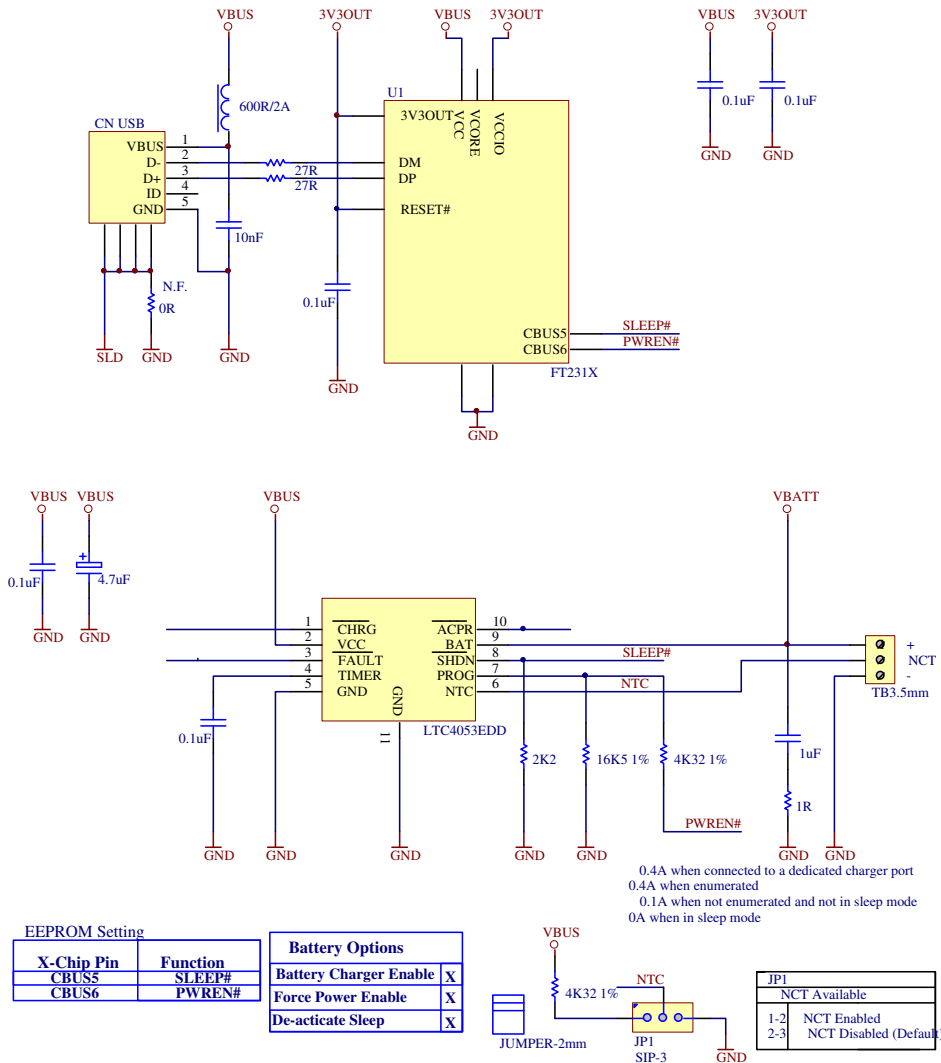 VBUS
3V3OUT
VBUS
3V3OUT
VBUS
3V3OUT
600R/2A
U1
0.1uF
0.1uF
CN USB
3V3OUT
VCC
VCORE
VCCIO
VBUS 1
D- 2
D+ 3
ID 4
GND 5
27R
27R
DM
DP
RESET#
GND
GND
10nF
N.F.
0R
0.1uF
SLD
GND
GND
GND
CBUS5 SLEEP#
CBUS6 PWREN#
FT231X
GND
VBUS
VBUS
VBUS
VBATT
0.1uF
4.7uF
GND
GND
1 CHRG
2 VCC
3 FAULT
4 TIMER
5 GND
GND
11
ACPR 10
BAT 9
SHDN 8
PROG 7
NTC 6
SLEEP#
NTC
LTC4053EDD
+
NCT
-
TB3.5mm
0.1uF
2K2
16K5 1%
4K32 1%
1uF
1R
PWREN#
GND
GND
GND
GND
GND
GND
GND
0.4A when connected to a dedicated charger port
0.4A when enumerated
0.1A when not enumerated and not in sleep mode
0A when in sleep mode
EEPROM Setting
X-Chip Pin Function
CBUS5 SLEEP#
CBUS6 PWREN#
Battery Options
Battery Charger Enable X
Force Power Enable X
De-acticate Sleep X
VBUS
4K32 1%
NTC
JUMPER-2mm
JP1
SIP-3
GND
JP1
NCT Available
1-2 NCT Enabled
2-3 NCT Disabled (Default)